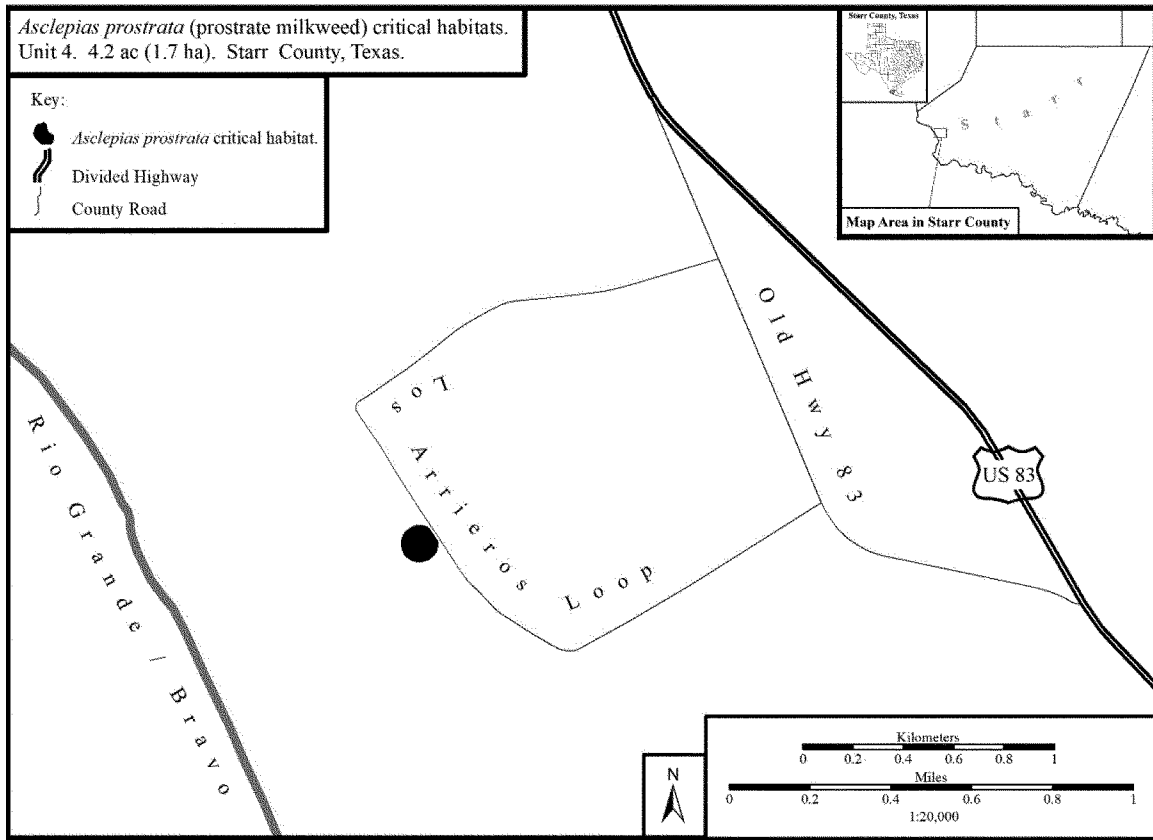 Asclepias prostrata (prostrate milkweed) critical habitats.
Unit 4. 4.2 ac (1.7 ha). Starr County, Texas.
Key:
Asclepias prostrata critical habitat.
Divided Highway
County Road
Starr County, Texas
Starr
Map Area in Starr County
Old Hwy 83
Los Arrieros Loop
US 83
Rio Grande / Bravo
N
Kilometers
0 0.2 0.4 0.6 0.8 1
Miles
0 0.2 0.4 0.6 0.8 1
1:20,000